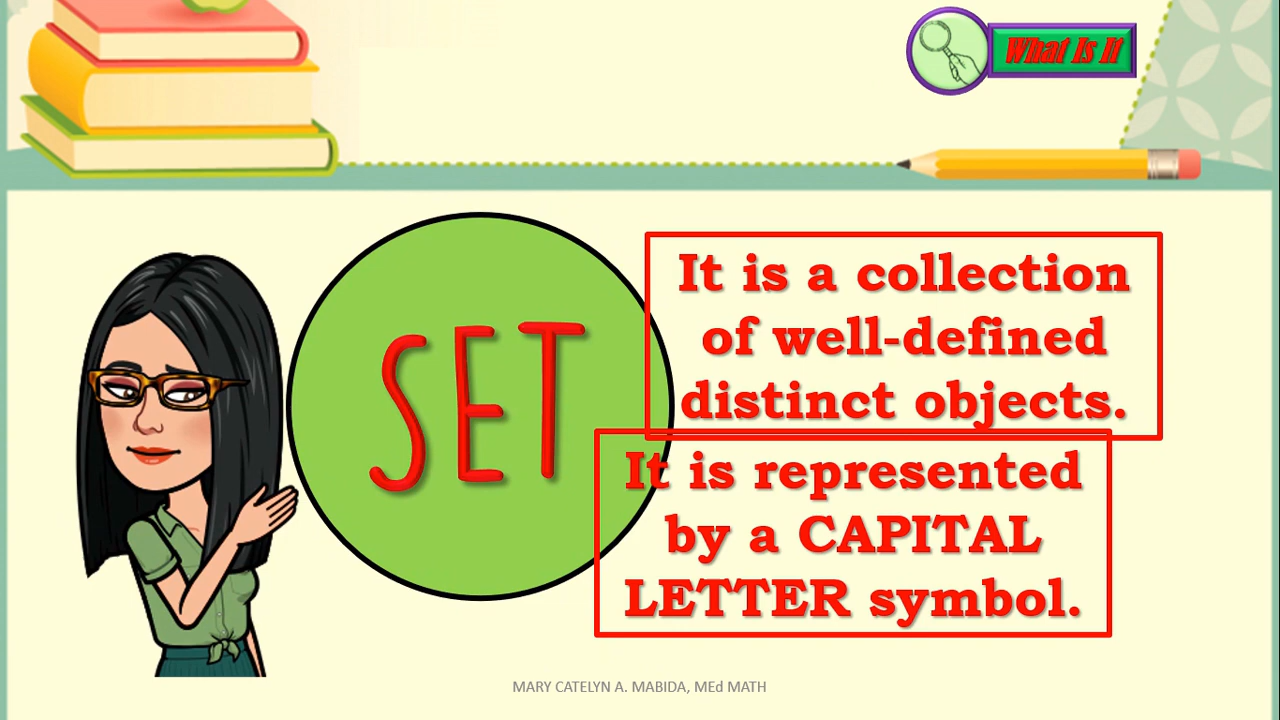 What Is It
SET
It is a collection
of well-defined
distinct objects.
It is represented
by a CAPITAL
LETTER symbol.
MARY CATELYN A. MABIDA, MEd MATH